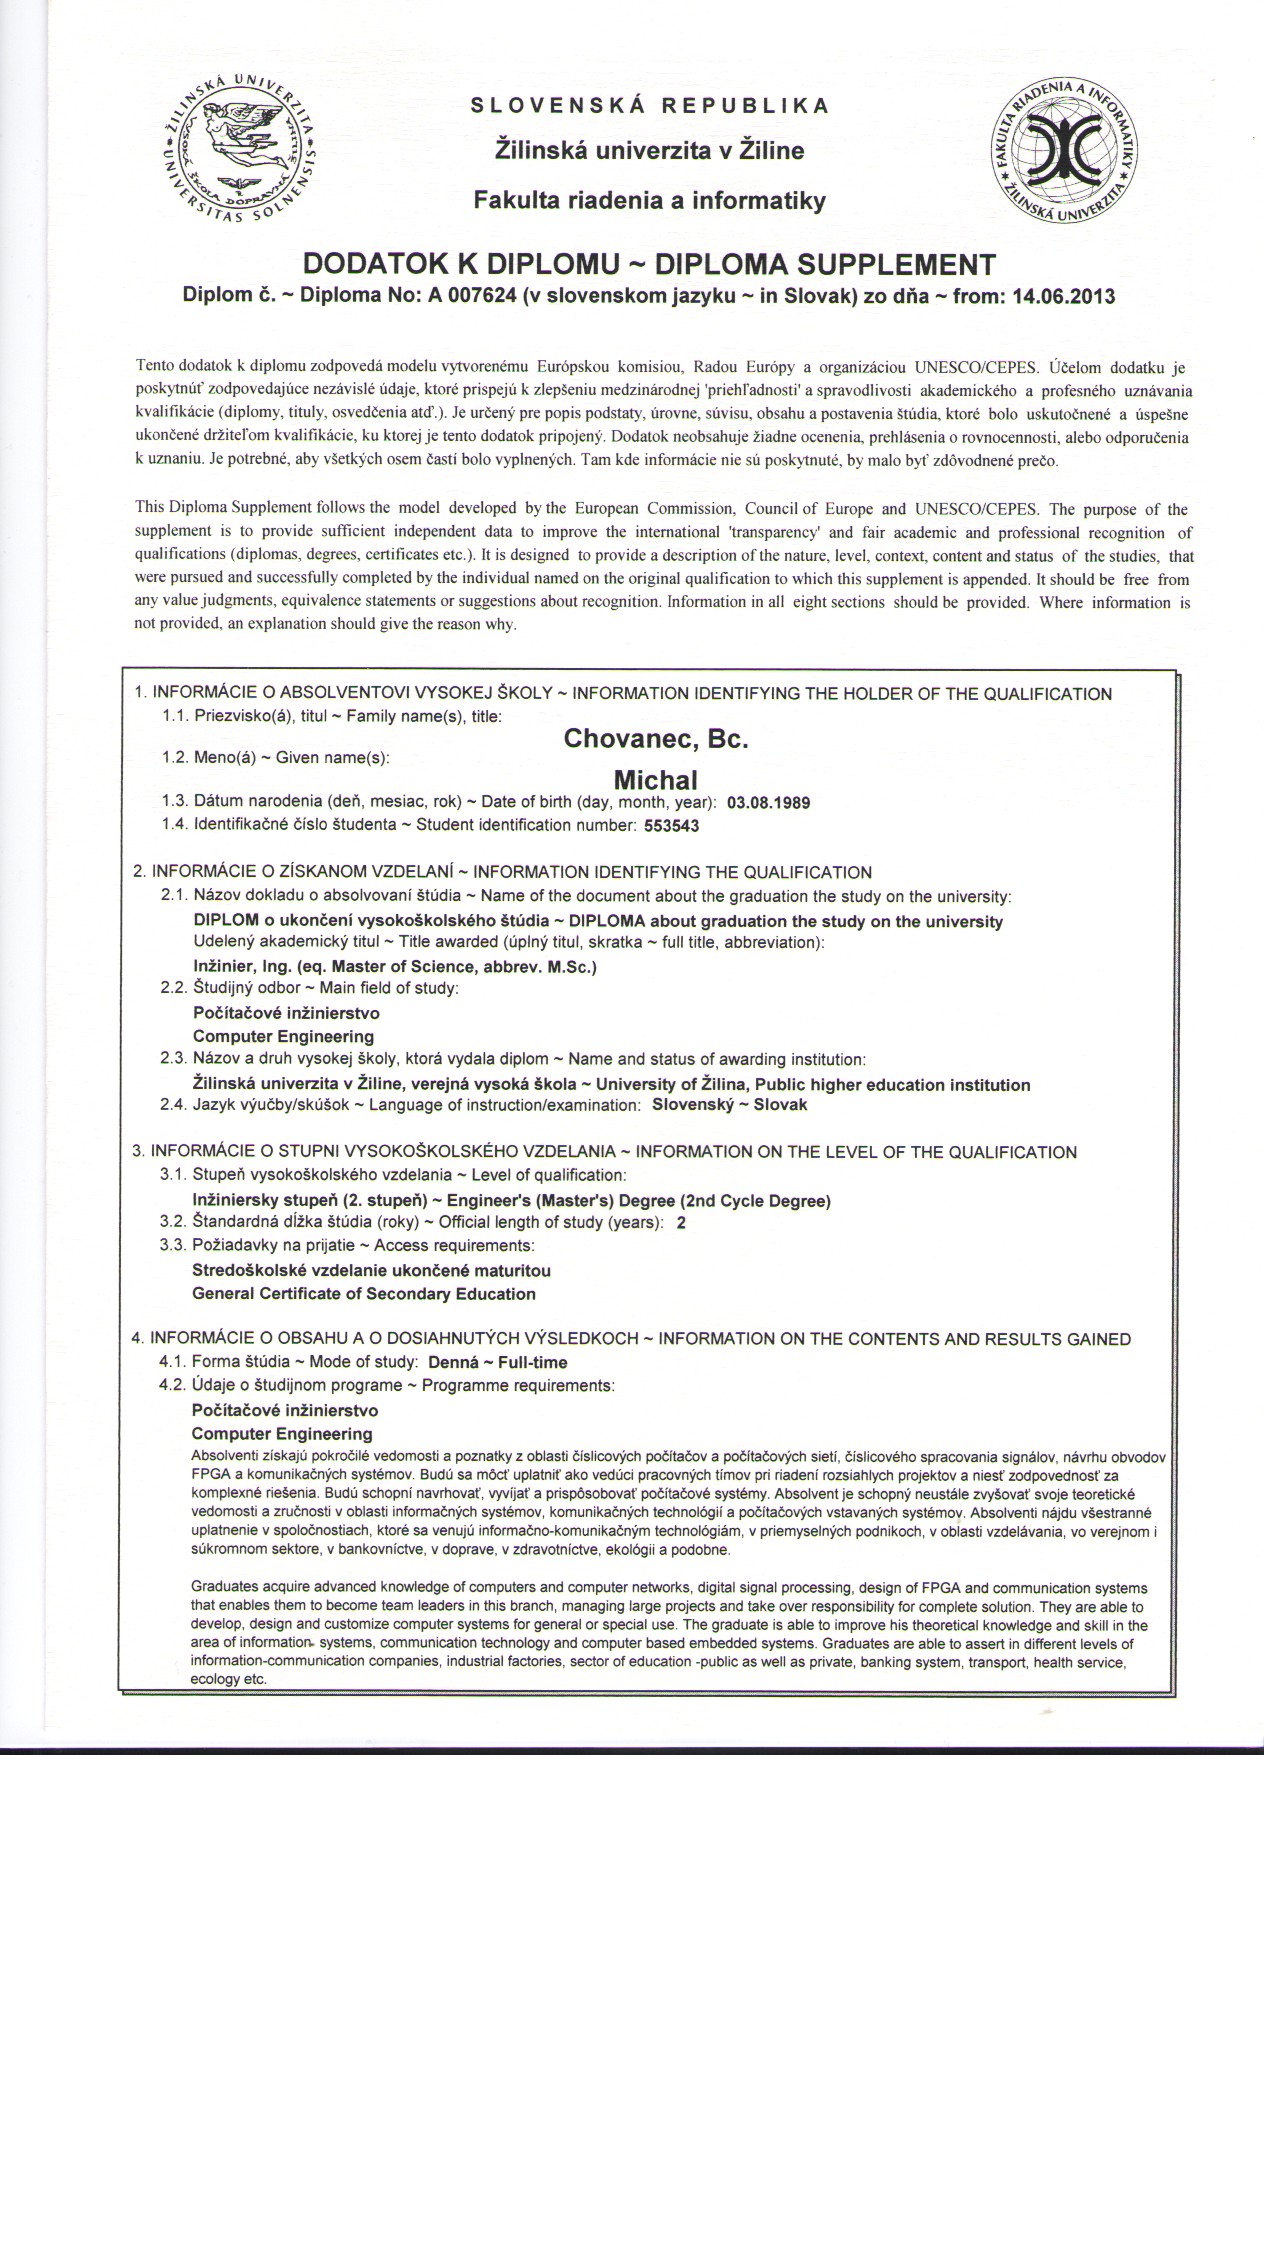 ŽILINSKÁ UNIVERZITA
UNIVERSITAS SOLNENSIS
VYSOKÁ ŠKOLA DOPRAVNÁ
FAKULTA RIADENIA A INFORMATIKY
ŽILINSKÁ UNIVERZITA
SLOVENSKÁ REPUBLIKA
Žilinská univerzita v Žiline
Fakulta riadenia a informatiky
DODATOK K DIPLOMU ~ DIPLOMA SUPPLEMENT
Diplom č. ~ Diploma No: A 007624 (v slovenskom jazyku ~ in Slovak) zo dňa ~ from: 14.06.2013
Tento dodatok k diplomu zodpovedá modelu vytvorenému Európskou komisiou, Radou Európy a organizáciou UNESCO/CEPES. Účelom dodatku je
poskytnúť zodpovedajúce nezávislé údaje, ktoré prispejú k zlepšeniu medzinárodnej 'priehľadnosti' a spravodlivosti akademického a profesného uznávania
kvalifikácie (diplomy, tituly, osvedčenia atď.). Je určený pre popis podstaty, úrovne, súvisu, obsahu a postavenia štúdia, ktoré bolo uskutočnené a úspešne
ukončené držiteľom kvalifikácie, ku ktorej je tento dodatok pripojený. Dodatok neobsahuje žiadne ocenenia, prehlásenia o rovnocennosti, alebo odporučenia
k uznaniu. Je potrebné, aby všetkých osem častí bolo vyplnených. Tam kde informácie nie sú poskytnuté, by malo byť zdôvodnené prečo.
This Diploma Supplement follows the model developed by the European Commission, Council of Europe and UNESCO/CEPES. The purpose of the
supplement is to provide sufficient independent data to improve the international 'transparency' and fair academic and professional recognition of
qualifications (diplomas, degrees, certificates etc.). It is designed to provide a description of the nature, level, context, content and status of the studies, that
were pursued and successfully completed by the individual named on the original qualification to which this supplement is appended. It should be free from
any value judgments, equivalence statements or suggestions about recognition. Information in all eight sections should be provided. Where information is
not provided, an explanation should give the reason why.
1. INFORMÁCIE O ABSOLVENTOVI VYSOKEJ ŠKOLY ~ INFORMATION IDENTIFYING THE HOLDER OF THE QUALIFICATION
1.1. Priezvisko(á), titul ~ Family name(s), title:
Chovanec, Bc.
1.2. Meno(á) ~ Given name(s):
Michal
1.3. Dátum narodenia (deň, mesiac, rok) ~ Date of birth (day, month, year): 03.08.1989
1.4. Identifikačné číslo študenta ~ Student identification number: 553543
2. INFORMÁCIE O ZÍSKANOM VZDELANÍ ~ INFORMATION IDENTIFYING THE QUALIFICATION
2.1. Názov dokladu o absolvovaní štúdia ~ Name of the document about the graduation the study on the university:
DIPLOM o ukončení vysokoškolského štúdia ~ DIPLOMA about graduation the study on the university
Udelený akademický titul ~ Title awarded (úplný titul, skratka ~ full title, abbreviation):
Inžinier, Ing. (eq. Master of Science, abbrev. M.Sc.)
2.2. Študijný odbor ~ Main field of study:
Počítačové inžinierstvo
Computer Engineering
2.3. Názov a druh vysokej školy, ktorá vydala diplom ~ Name and status of awarding institution:
Žilinská univerzita v Žiline, verejná vysoká škola ~ University of Žilina, Public higher education institution
2.4. Jazyk výučby/skúšok ~ Language of instruction/examination: Slovenský ~ Slovak
3. INFORMÁCIE O STUPNI VYSOKOŠKOLSKÉHO VZDELANIA ~ INFORMATION ON THE LEVEL OF THE QUALIFICATION
3.1. Stupeň vysokoškolského vzdelania ~ Level of qualification:
Inžiniersky stupeň (2. stupeň) ~ Engineer's (Master's) Degree (2nd Cycle Degree)
3.2. Štandardná dĺžka štúdia (roky) ~ Official length of study (years): 2
3.3. Požiadavky na prijatie ~ Access requirements:
Stredoškolské vzdelanie ukončené maturitou
General Certificate of Secondary Education
4. INFORMÁCIE O OBSAHU A O DOSIAHNUTÝCH VÝSLEDKOCH ~ INFORMATION ON THE CONTENTS AND RESULTS GAINED
4.1. Forma štúdia ~ Mode of study: Denná ~ Full-time
4.2. Údaje o študijnom programe ~ Programme requirements:
Počítačové inžinierstvo
Computer Engineering
Absolventi získajú pokročilé vedomosti a poznatky z oblasti číslicových počítačov a počítačových sietí, číslicového spracovania signálov, návrhu obvodov
FPGA a komunikačných systémov. Budú sa môcť uplatniť ako vedúci pracovných tímov pri riadení rozsiahlych projektov a niesť zodpovednosť za
komplexné riešenia. Budú schopní navrhovať, vyvíjať a prispôsobovať počítačové systémy. Absolvent je schopný neustále zvyšovať svoje teoretické
vedomosti a zručnosti v oblasti informačných systémov, komunikačných technológií a počítačových vstavaných systémov. Absolventi nájdu všestranné
uplatnenie v spoločnostiach, ktoré sa venujú informačno-komunikačným technológiám, v priemyselných podnikoch, v oblasti vzdelávania, vo verejnom i
súkromnom sektore, v bankovníctve, v doprave, v zdravotníctve, ekológii a podobne.
Graduates acquire advanced knowledge of computers and computer networks, digital signal processing, design of FPGA and communication systems
that enables them to become team leaders in this branch, managing large projects and take over responsibility for complete solution. They are able to
develop, design and customize computer systems for general or special use. The graduate is able to improve his theoretical knowledge and skill in the
area of information systems, communication technology and computer based embedded systems. Graduates are able to assert in different levels of
information-communication companies, industrial factories, sector of education -public as well as private, banking system, transport, health service,
ecology etc.